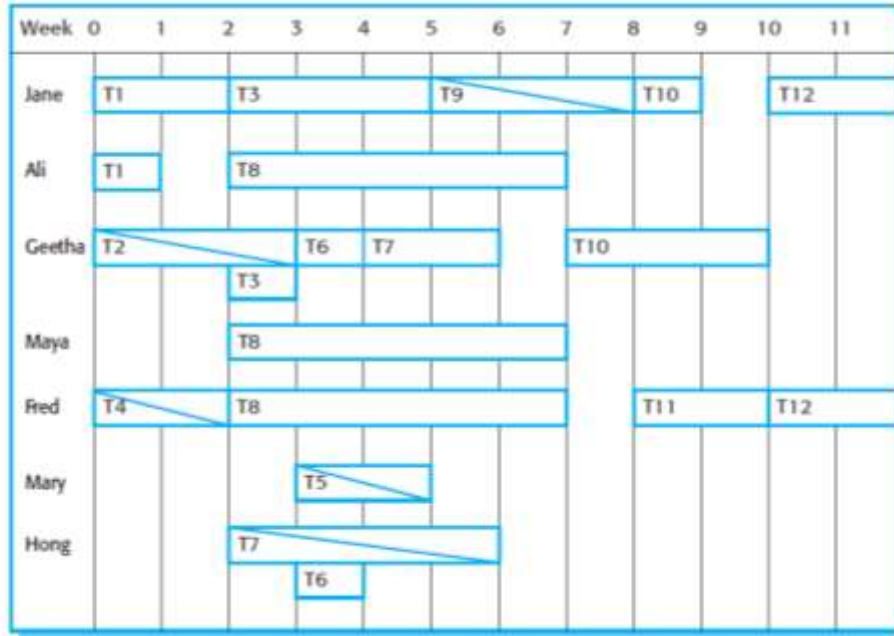 Week 0 1 2 3 4 5 6 7 8 9 10 11
Jane T1 T3 T9 T10 T12
Ali T1 T8
Geetha T2 T6 T7 T10
T3
Maya T8
Fred T4 T8 T11 T12
Mary T5
Hong T7
T6